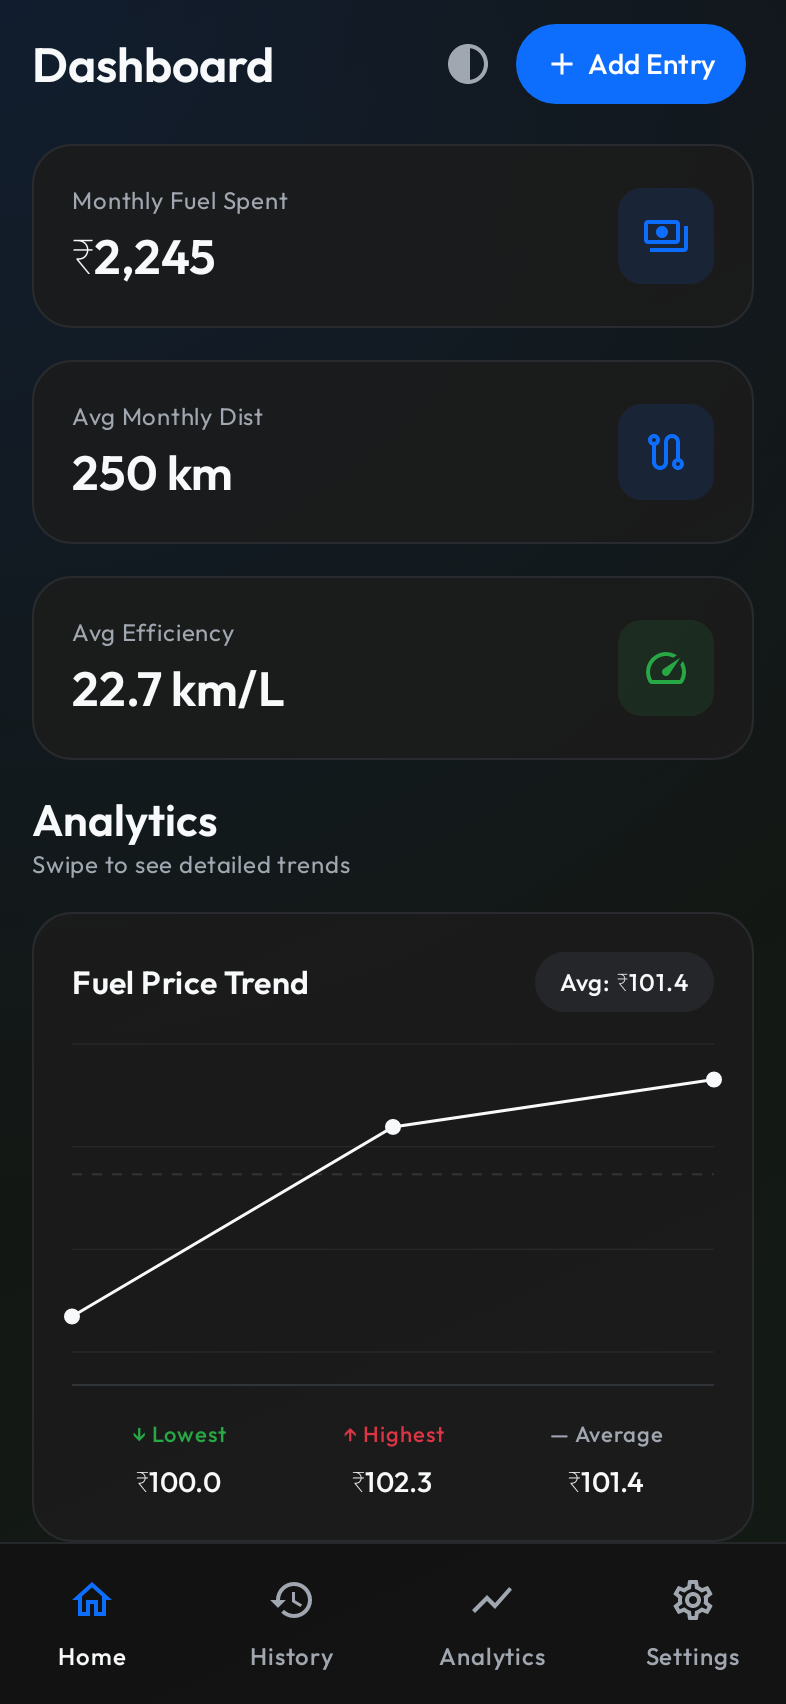 Dashboard
+ Add Entry
Monthly Fuel Spent
₹2,245
Avg Monthly Dist
250 km
Avg Efficiency
22.7 km/L
Analytics
Swipe to see detailed trends
Fuel Price Trend
Avg: ₹101.4
↓ Lowest
↑ Highest
— Average
₹100.0
₹102.3
₹101.4
Home
History
Analytics
Settings